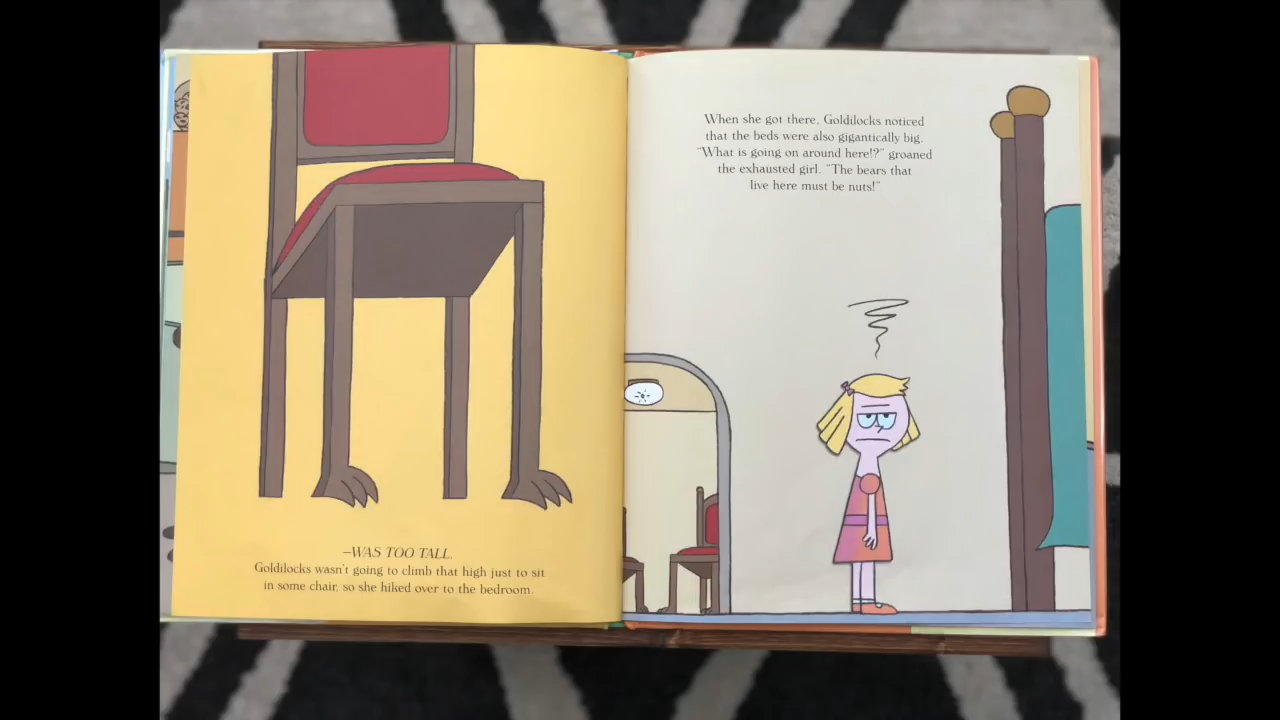 —WAS TOO TALL.
Goldilocks wasn't going to climb that high just to sit
in some chair, so she hiked over to the bedroom.
When she got there, Goldilocks noticed
that the beds were also gigantically big.
"What is going on around here!?" groaned
the exhausted girl. "The bears that
live here must be nuts!"